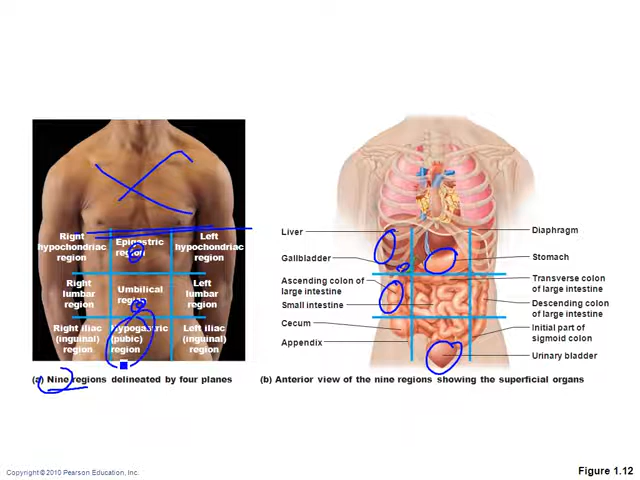 Right
hypochondriac
region
Epigastric
region
Left
hypochondriac
region
Right
lumbar
region
Umbilical
region
Left
lumbar
region
Right iliac
(inguinal)
region
Hypogastric
(pubic)
region
Left iliac
(inguinal)
region
(a) Nine regions delineated by four planes
Liver
Gallbladder
Ascending colon of
large intestine
Small intestine
Cecum
Appendix
Diaphragm
Stomach
Transverse colon
of large intestine
Descending colon
of large intestine
Initial part of
sigmoid colon
Urinary bladder
(b) Anterior view of the nine regions showing the superficial organs
Copyright © 2010 Pearson Education, Inc.
Figure 1.12